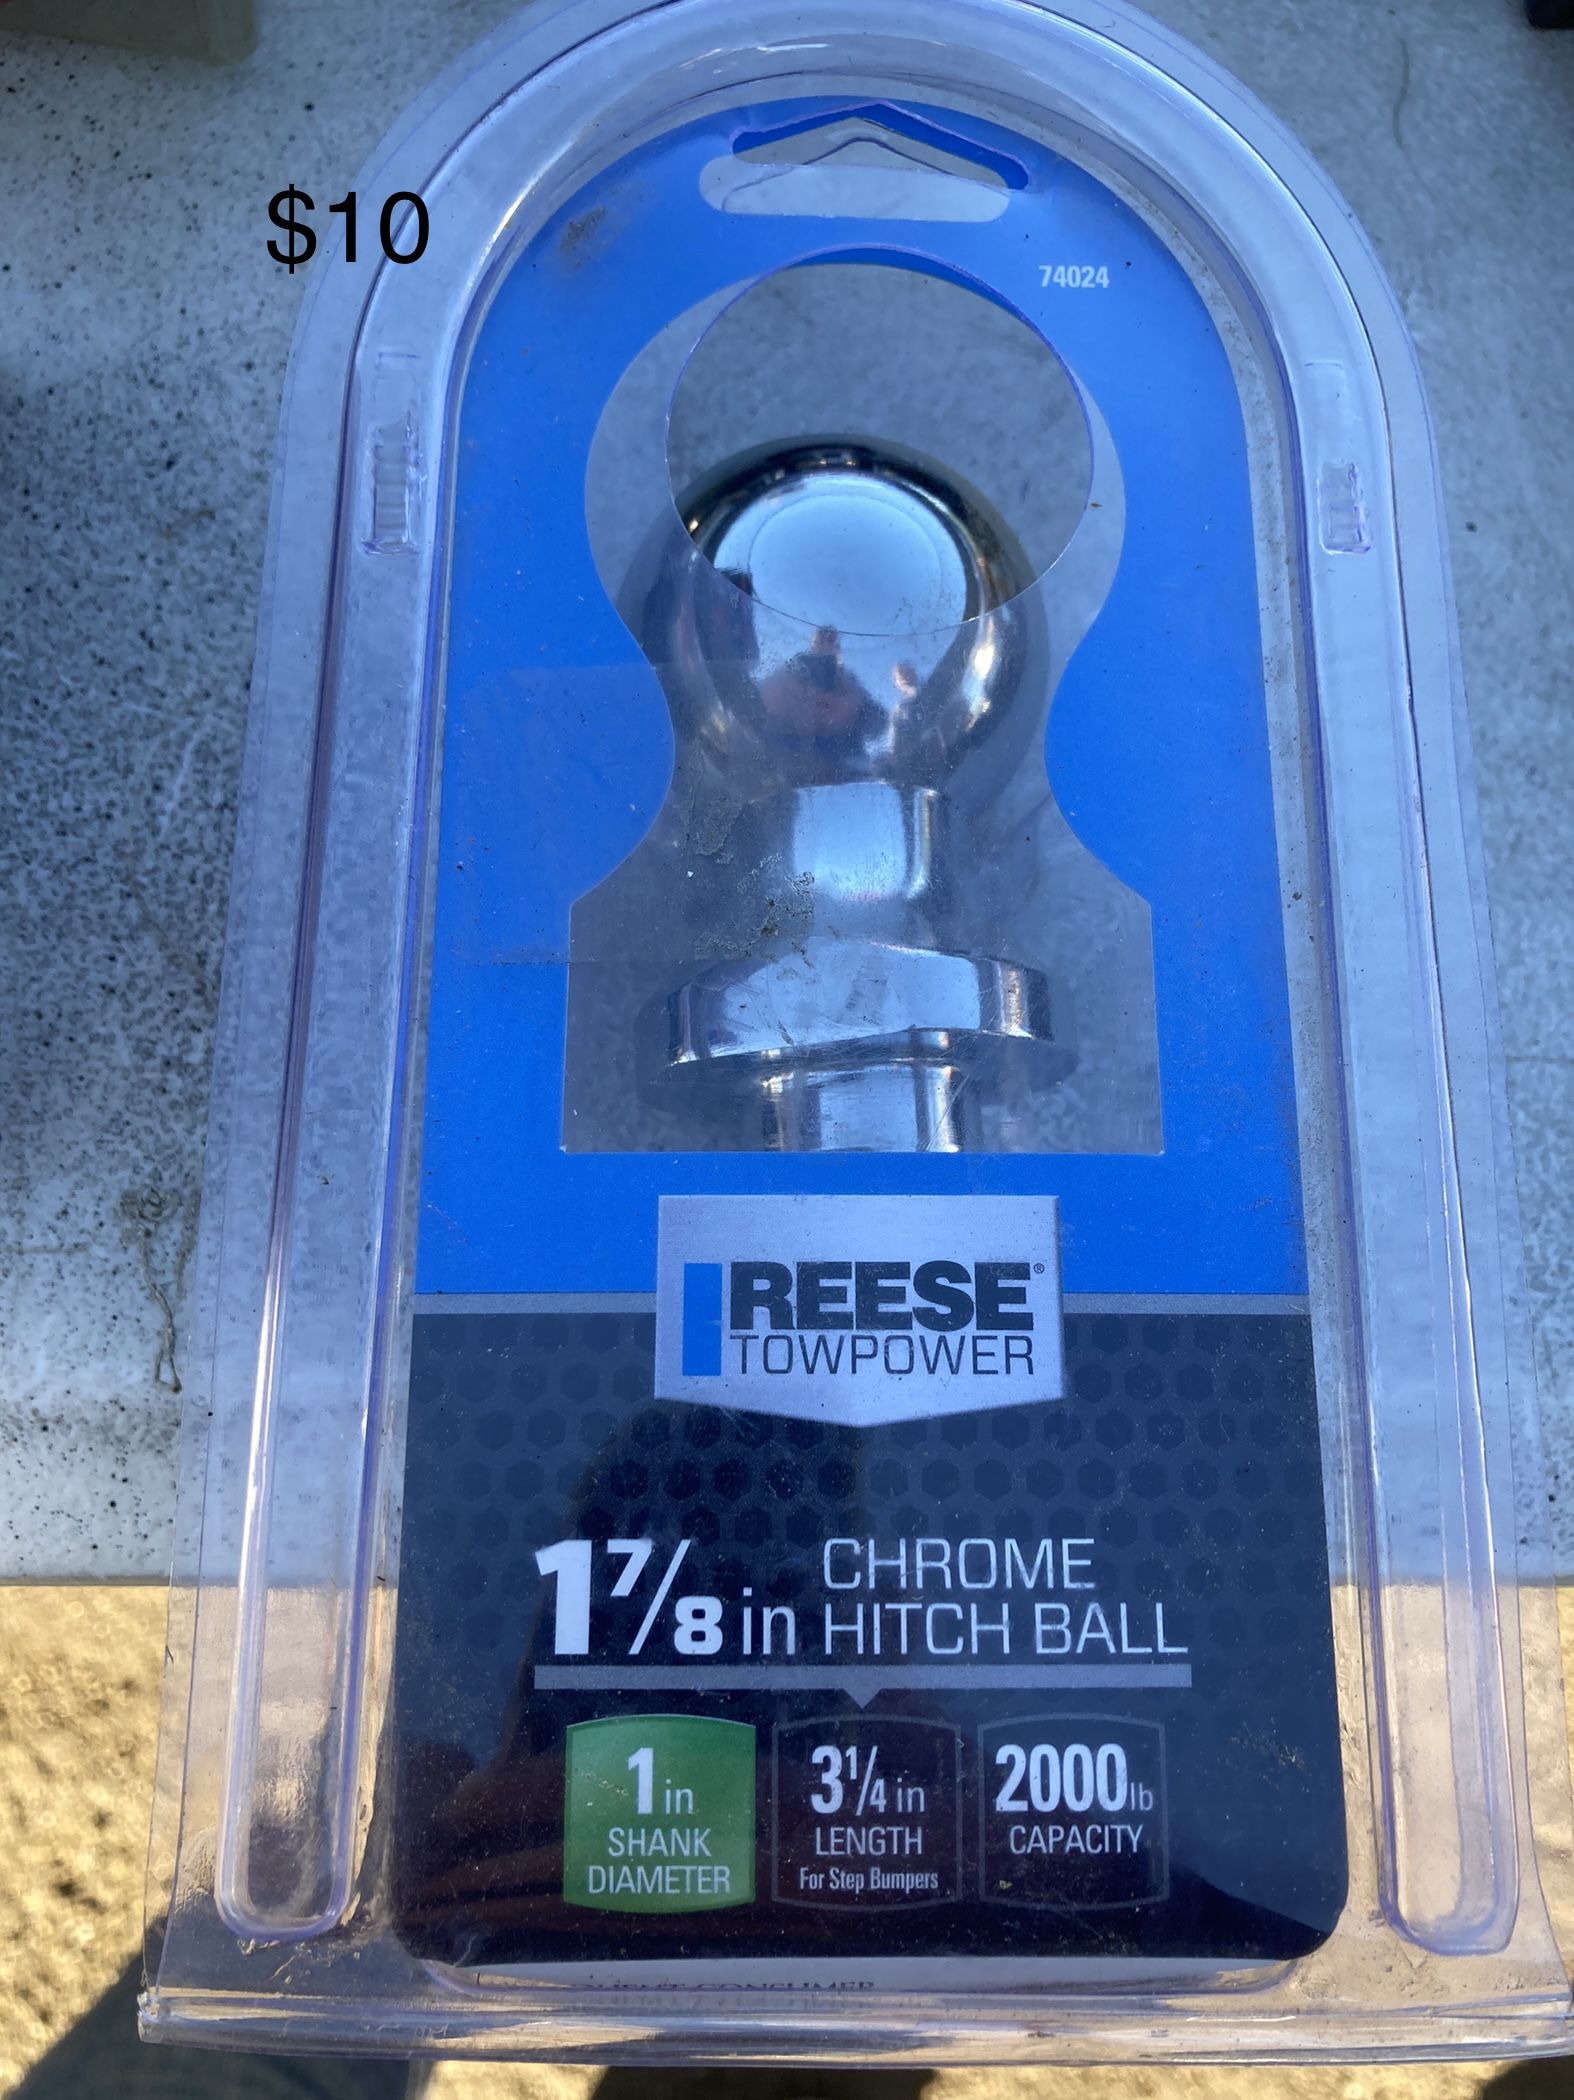 $10
74024
REESE®
TOWPOWER
1 7/8 in CHROME
HITCH BALL
1 in
SHANK
DIAMETER
3 1/4 in
LENGTH
For Step Bumpers
2000 lb
CAPACITY
CONSUMER